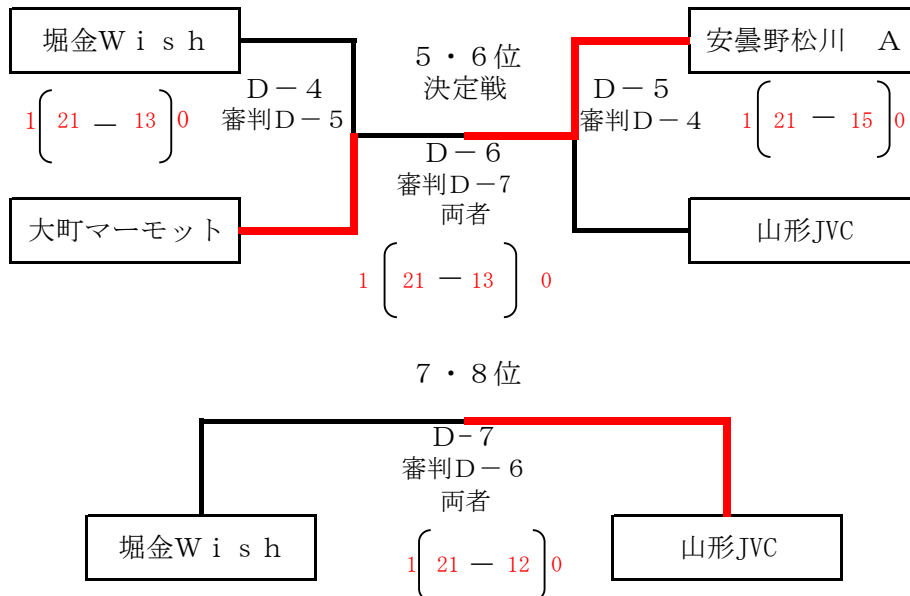 堀金Ｗｉｓｈ
安曇野松川　Ａ
５・６位
決定戦
Ｄ－４
審判Ｄ－５
Ｄ－５
審判Ｄ－４
1 21 － 13 0
1 21 － 15 0
Ｄ－６
審判Ｄ－7
両者
大町マーモット
山形JVC
1 21 － 13 0
７・８位
Ｄ-７
審判Ｄ－６
両者
堀金Ｗｉｓｈ
山形JVC
1 21 － 12 0